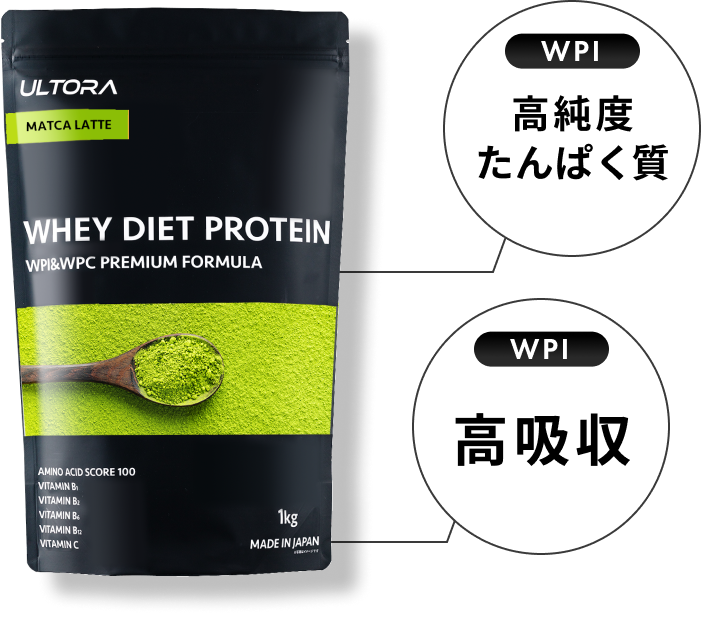 ULTORA
MATCA LATTE
WHEY DIET PROTEIN
WPI&WPC PREMIUM FORMULA
AMINO ACID SCORE 100
VITAMIN B₁
VITAMIN B₂
VITAMIN B₆
VITAMIN B₁₂
VITAMIN C
1kg
MADE IN JAPAN
WPI
高純度
たんぱく質
WPI
高吸収